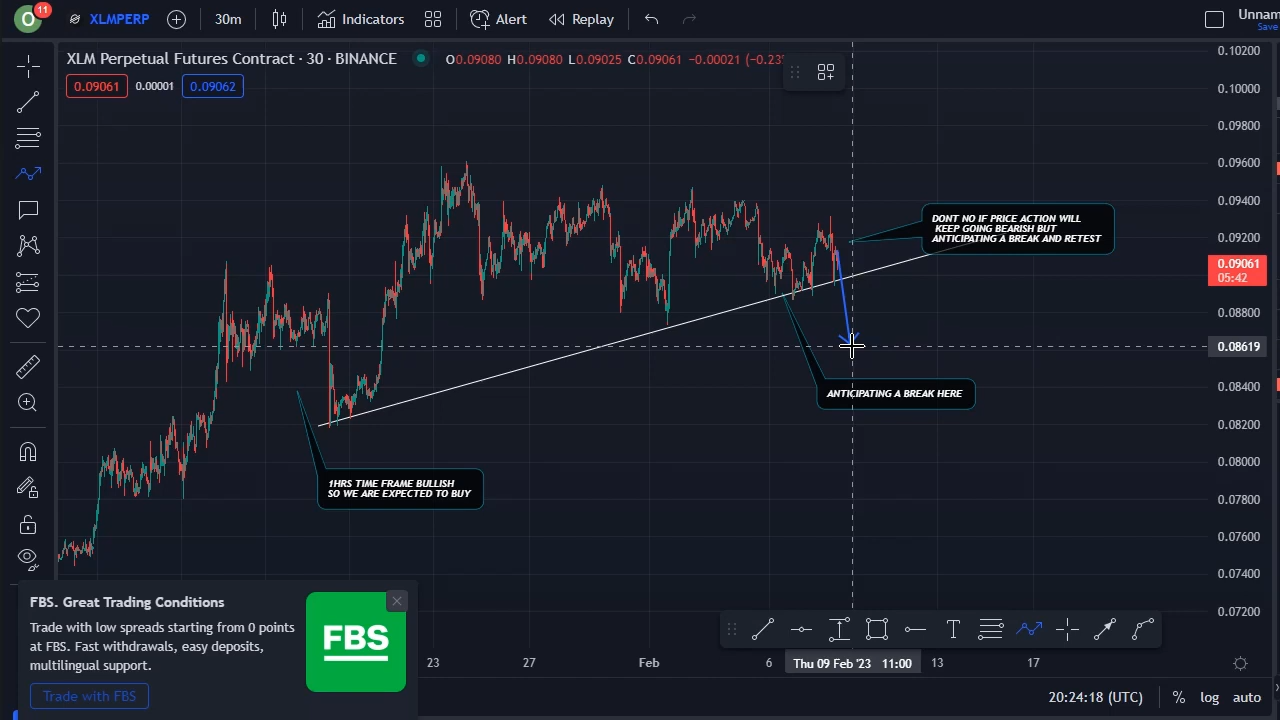 O 11 XLMPERP 30m Indicators Alert Replay
Save
XLM Perpetual Futures Contract · 30 · BINANCE O0.09080 H0.09080 L0.09025 C0.09061 −0.00021
0.09061 0.00001 0.09062
0.10200
0.10000
0.09800
0.09600
0.09400
0.09200
0.09061
05:42
0.08800
0.08619
0.08400
0.08200
0.08000
0.07800
0.07600
0.07400
0.07200
DONT NO IF PRICE ACTION WILL
KEEP GOING BEARISH BUT
ANTICIPATING A BREAK AND RETEST
ANTICIPATING A BREAK HERE
1HRS TIME FRAME BULLISH
SO WE ARE EXPECTED TO BUY
FBS. Great Trading Conditions
Trade with low spreads starting from 0 points
at FBS. Fast withdrawals, easy deposits,
multilingual support.
Trade with FBS
FBS
T
23 27 Feb 6 Thu 09 Feb '23 11:00 13 17
20:24:18 (UTC) % log auto